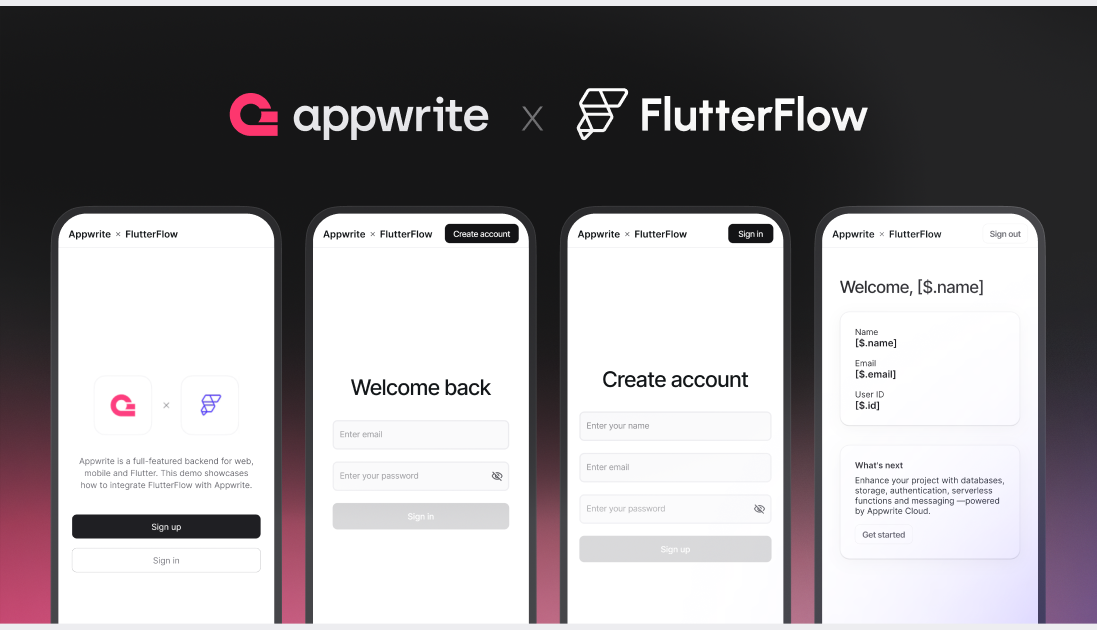 appwrite x FlutterFlow
Appwrite × FlutterFlow
Appwrite is a full-featured backend for web,
mobile and Flutter. This demo showcases
how to integrate FlutterFlow with Appwrite.
Sign up
Sign in
Appwrite × FlutterFlow
Create account
Welcome back
Enter email
Enter your password
Sign in
Appwrite × FlutterFlow
Sign in
Create account
Enter your name
Enter email
Enter your password
Sign up
Appwrite × FlutterFlow
Sign out
Welcome, [$.name]
Name
[$.name]
Email
[$.email]
User ID
[$.id]
What's next
Enhance your project with databases,
storage, authentication, serverless
functions and messaging —powered
by Appwrite Cloud.
Get started